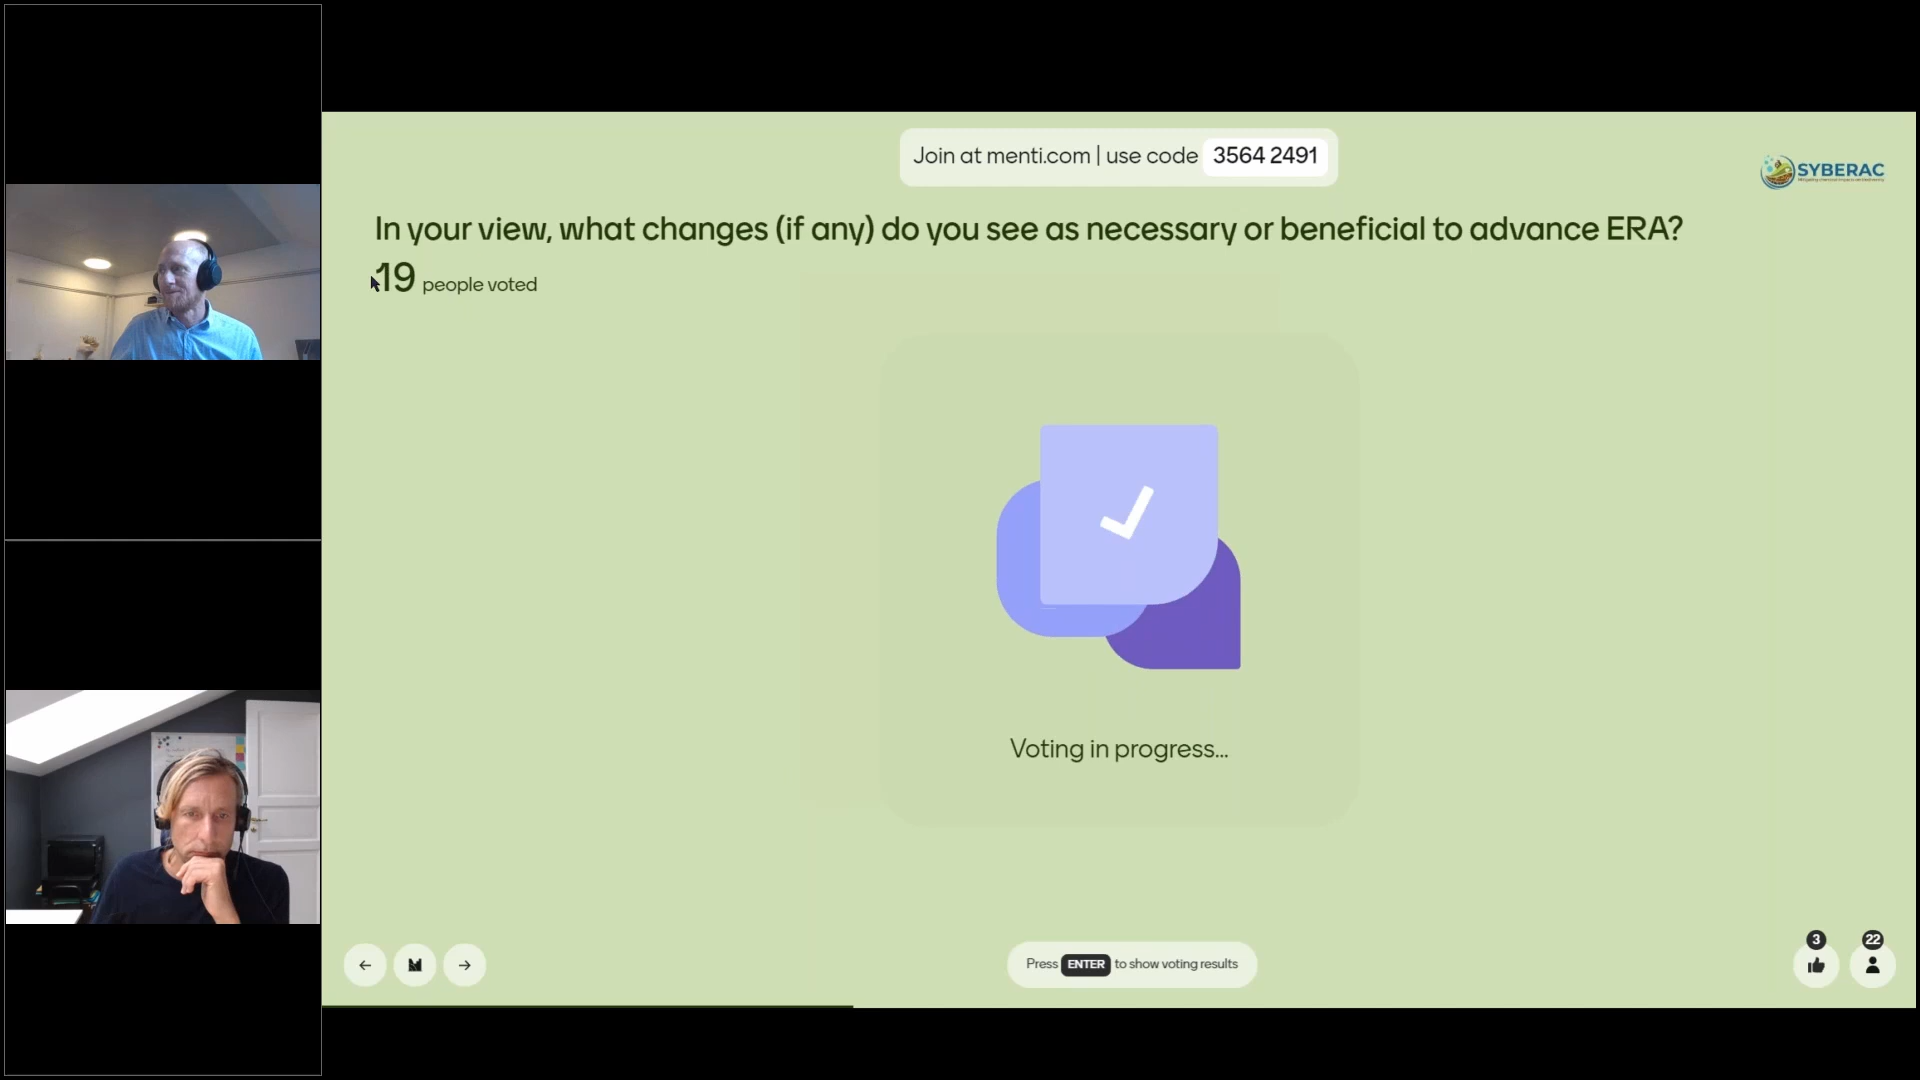 Join at menti.com | use code 3564 2491
SYBERAC
In your view, what changes (if any) do you see as necessary or beneficial to advance ERA?
19 people voted
Voting in progress...
Press ENTER to show voting results
3
22